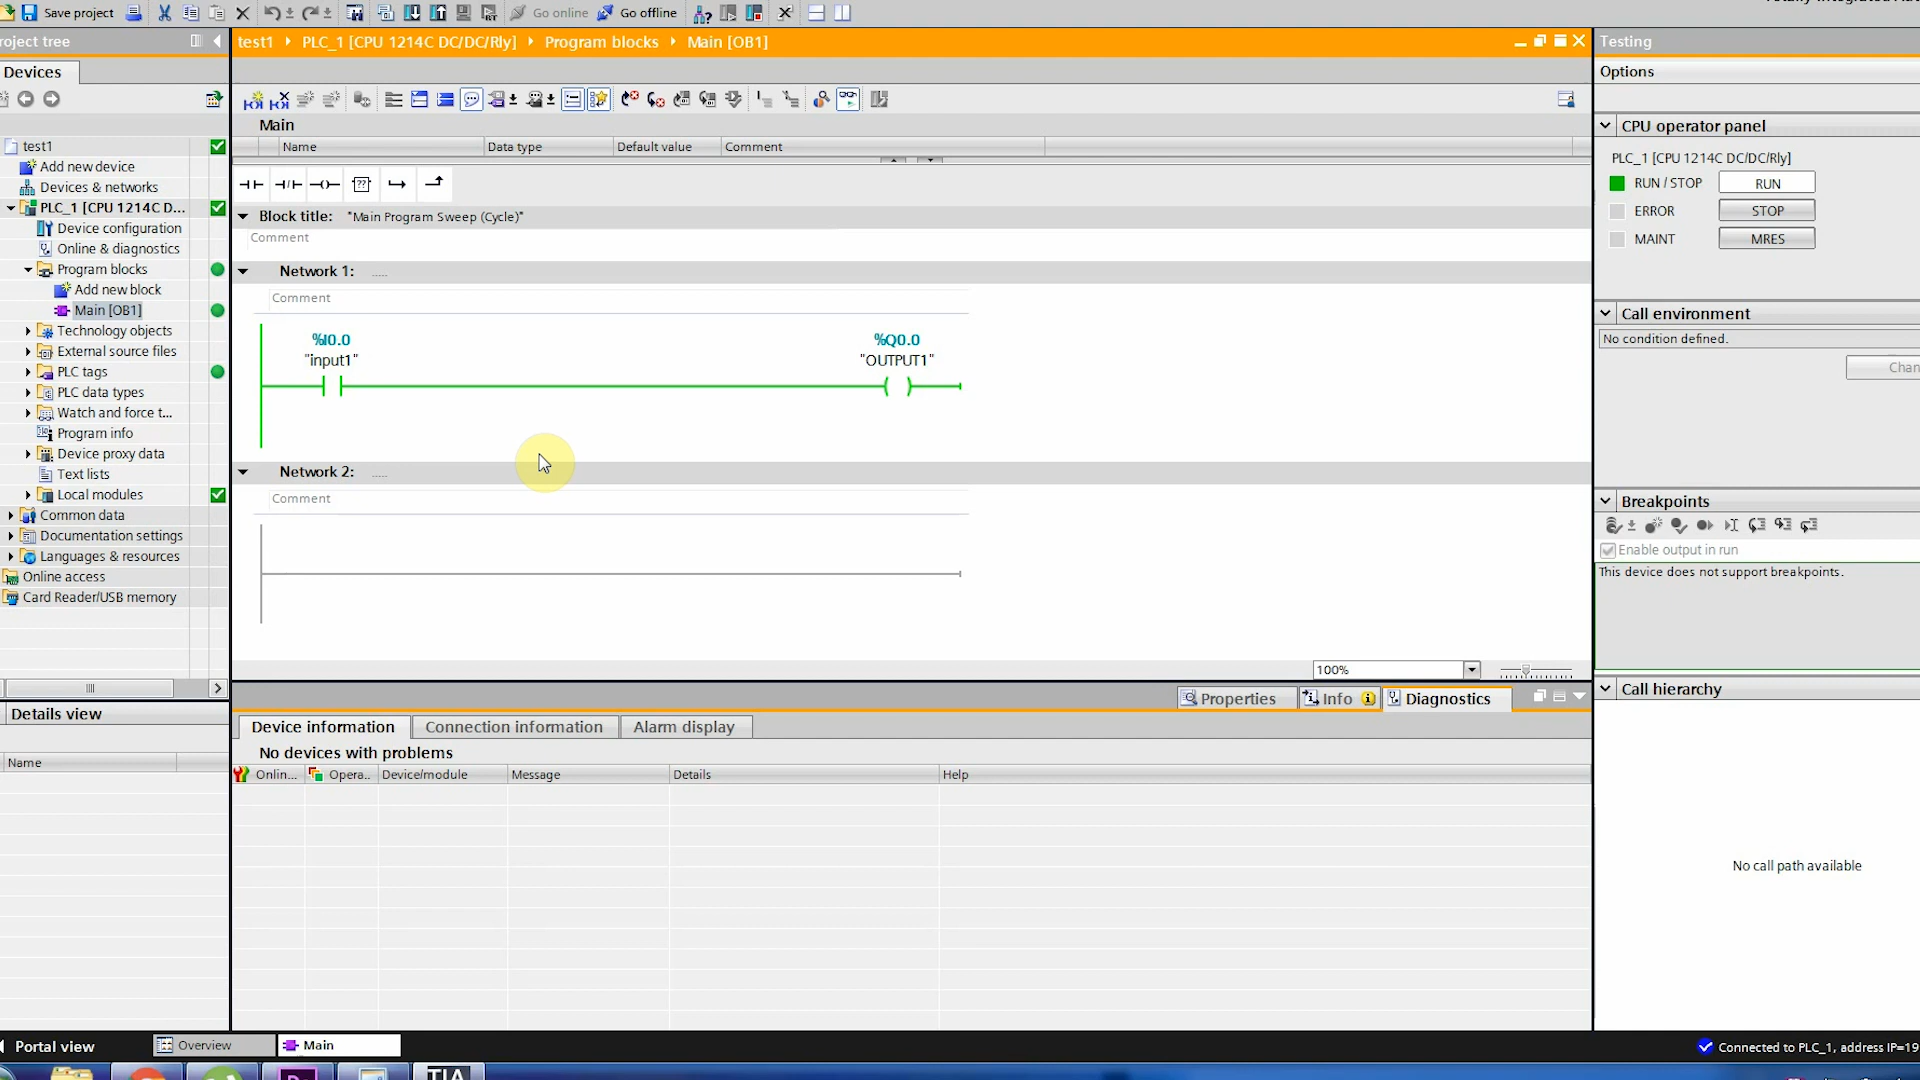 Save project
Go online
Go offline
roject tree
test1 PLC_1 [CPU 1214C DC/DC/Rly] Program blocks Main [OB1]
Testing
Devices
Options
Main
CPU operator panel
test1
Name Data type Default value Comment
PLC_1 [CPU 1214C DC/DC/Rly]
Add new device
RUN / STOP RUN
Devices & networks
PLC_1 [CPU 1214C D...
ERROR STOP
Block title: "Main Program Sweep (Cycle)"
Device configuration
Comment
MAINT MRES
Online & diagnostics
Program blocks
Network 1: .....
Add new block
Comment
Main [OB1]
Call environment
Technology objects
%I0.0 %Q0.0
No condition defined.
External source files
"input1" "OUTPUT1"
Chan
PLC tags
PLC data types
Watch and force t...
Program info
Device proxy data
Network 2: .....
Text lists
Local modules
Comment
Breakpoints
Common data
Documentation settings
Enable output in run
Languages & resources
This device does not support breakpoints.
Online access
Card Reader/USB memory
100%
Call hierarchy
Properties Info Diagnostics
Details view
Device information Connection information Alarm display
No devices with problems
Name
Onlin... Opera.. Device/module Message Details Help
No call path available
Portal view Overview Main
Connected to PLC_1, address IP=19
TIA